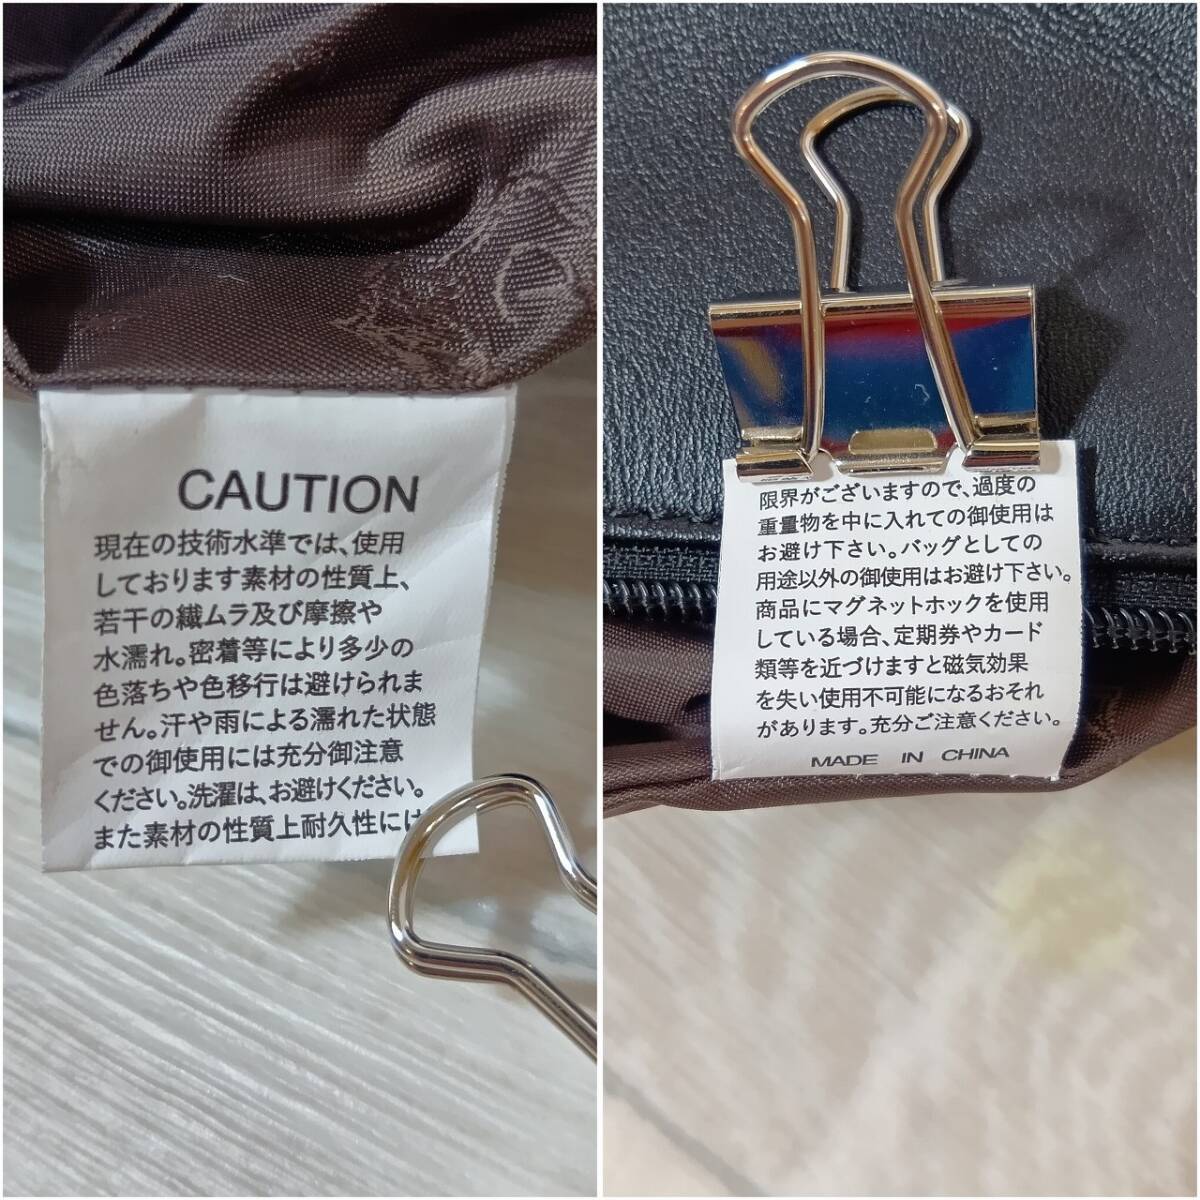 CAUTION
現在の技術水準では、使用
しております素材の性質上、
若干の繊ムラ及び摩擦や
水濡れ。密着等により多少の
色落ちや色移行は避けられま
せん。汗や雨による濡れた状態
での御使用には充分御注意
ください。洗濯は、お避けください。
また素材の性質上耐久性には
限界がございますので、過度の
重量物を中に入れての御使用は
お避け下さい。バッグとしての
用途以外の御使用はお避け下さい。
商品にマグネットホックを使用
している場合、定期券やカード
類等を近づけますと磁気効果
を失い使用不可能になるおそれ
があります。充分ご注意ください。
MADE IN CHINA